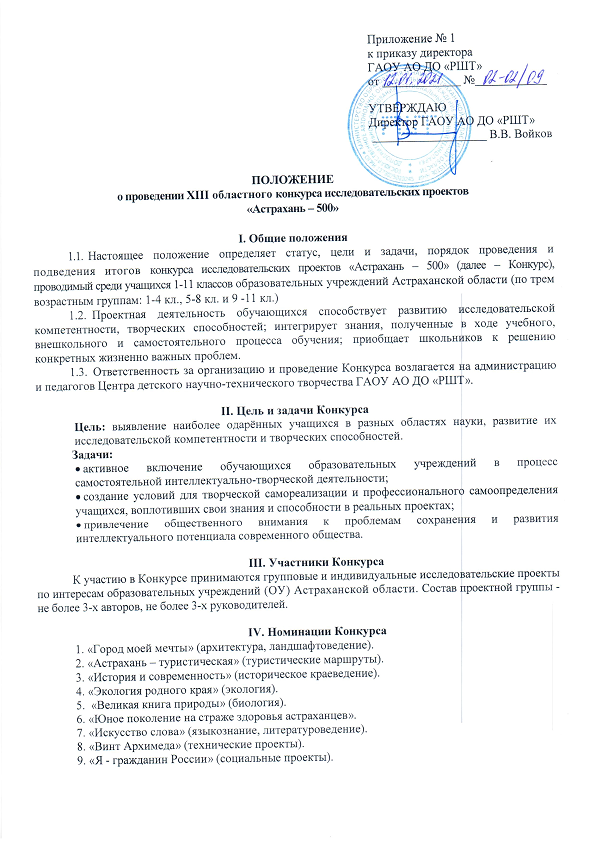 Приложение № 1
к приказу директора
ГАОУ АО ДО «РШТ»
от 12.01.2021 № 02-02/09
УТВЕРЖДАЮ
Директор ГАОУ АО ДО «РШТ»
В.В. Войков
ПОЛОЖЕНИЕ
о проведении XIII областного конкурса исследовательских проектов
«Астрахань – 500»
I. Общие положения
1.1. Настоящее положение определяет статус, цели и задачи, порядок проведения и
подведения итогов конкурса исследовательских проектов «Астрахань – 500» (далее – Конкурс),
проводимый среди учащихся 1-11 классов образовательных учреждений Астраханской области (по трем
возрастным группам: 1-4 кл., 5-8 кл. и 9 -11 кл.)
1.2. Проектная деятельность обучающихся способствует развитию исследовательской
компетентности, творческих способностей; интегрирует знания, полученные в ходе учебного,
внешкольного и самостоятельного процесса обучения; приобщает школьников к решению
конкретных жизненно важных проблем.
1.3. Ответственность за организацию и проведение Конкурса возлагается на администрацию
и педагогов Центра детского научно-технического творчества ГАОУ АО ДО «РШТ».
II. Цель и задачи Конкурса
Цель: выявление наиболее одарённых учащихся в разных областях науки, развитие их
исследовательской компетентности и творческих способностей.
Задачи:
• активное включение обучающихся образовательных учреждений в процесс
самостоятельной интеллектуально-творческой деятельности;
• создание условий для творческой самореализации и профессионального самоопределения
учащихся, воплотивших свои знания и способности в реальных проектах;
• привлечение общественного внимания к проблемам сохранения и развития
интеллектуального потенциала современного общества.
III. Участники Конкурса
К участию в Конкурсе принимаются групповые и индивидуальные исследовательские проекты
по интересам образовательных учреждений (ОУ) Астраханской области. Состав проектной группы -
не более 3-х авторов, не более 3-х руководителей.
IV. Номинации Конкурса
1. «Город моей мечты» (архитектура, ландшафтоведение).
2. «Астрахань – туристическая» (туристические маршруты).
3. «История и современность» (историческое краеведение).
4. «Экология родного края» (экология).
5. «Великая книга природы» (биология).
6. «Юное поколение на страже здоровья астраханцев».
7. «Искусство слова» (языкознание, литературоведение).
8. «Винт Архимеда» (технические проекты).
9. «Я - гражданин России» (социальные проекты).